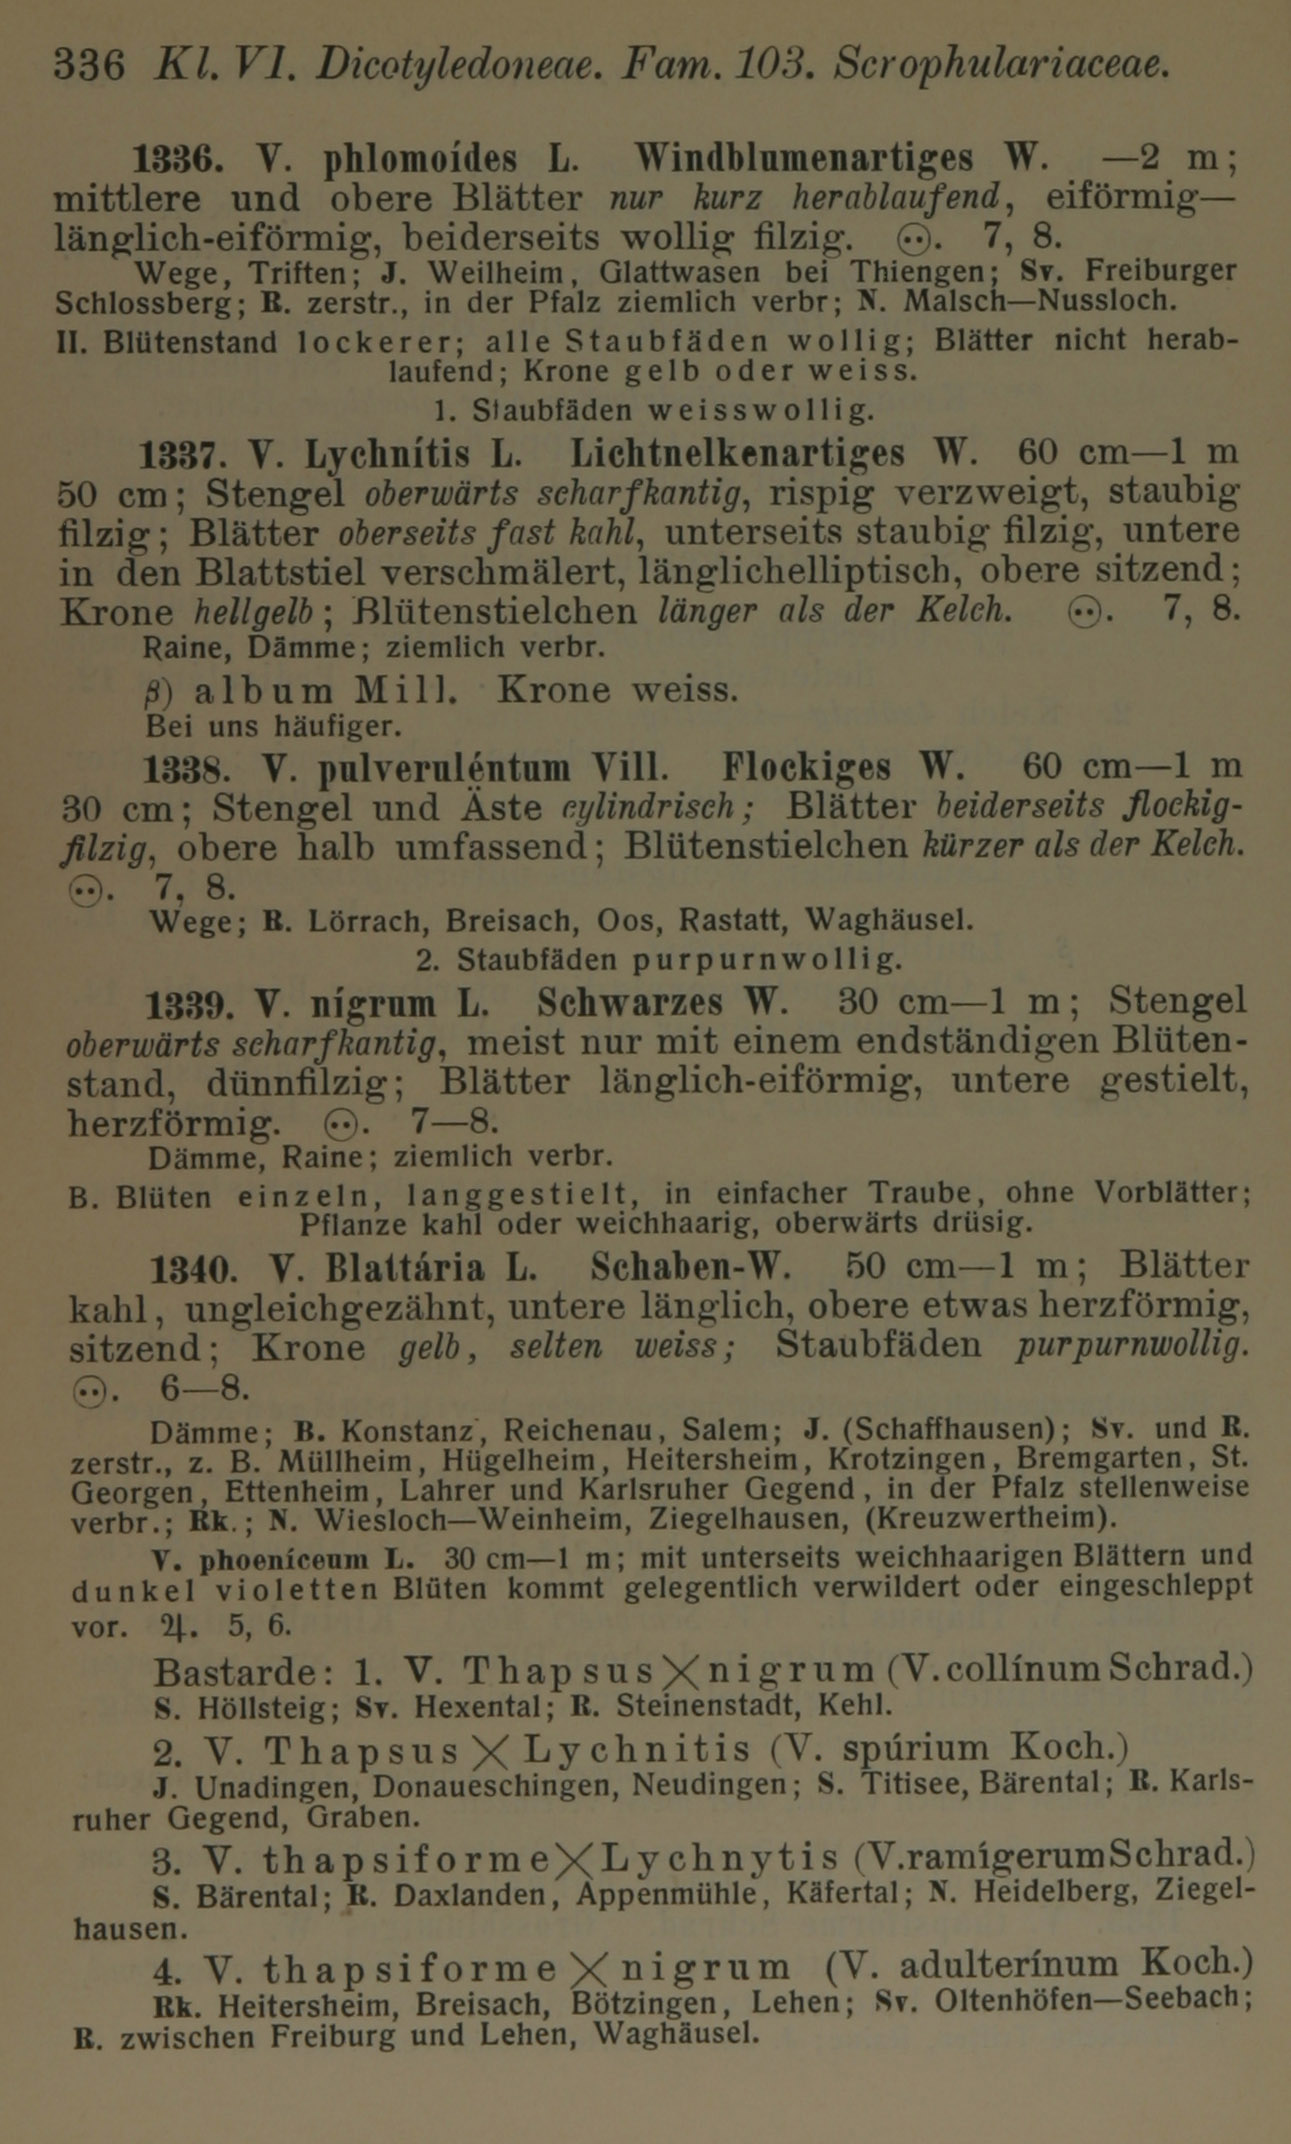 336 Kl. VI. Dicotyledoneae. Fam. 103. Scrophulariaceae.
1336. V. phlomoídes L. Windblumenartiges W. —2 m;
mittlere und obere Blätter nur kurz herablaufend, eiförmig—
länglich-eiförmig, beiderseits wollig filzig. ⊙. 7, 8.
Wege, Triften; J. Weilheim, Glattwasen bei Thiengen; Sv. Freiburger
Schlossberg; R. zerstr., in der Pfalz ziemlich verbr; N. Malsch—Nussloch.
II. Blütenstand lockerer; alle Staubfäden wollig; Blätter nicht herab-
laufend; Krone gelb oder weiss.
1. Staubfäden weisswollig.
1337. V. Lychnítis L. Lichtnelkenartiges W. 60 cm—1 m
50 cm; Stengel oberwärts scharfkantig, rispig verzweigt, staubig
filzig; Blätter oberseits fast kahl, unterseits staubig filzig, untere
in den Blattstiel verschmälert, länglichelliptisch, obere sitzend;
Krone hellgelb; Blütenstielchen länger als der Kelch. ⊙. 7, 8.
Raine, Dämme; ziemlich verbr.
β) album Mill. Krone weiss.
Bei uns häufiger.
1338. V. pulveruléntum Vill. Flockiges W. 60 cm—1 m
30 cm; Stengel und Äste cylindrisch; Blätter beiderseits flockig-
filzig, obere halb umfassend; Blütenstielchen kürzer als der Kelch.
⊙. 7, 8.
Wege; R. Lörrach, Breisach, Oos, Rastatt, Waghäusel.
2. Staubfäden purpurnwollig.
1339. V. nígrum L. Schwarzes W. 30 cm—1 m; Stengel
oberwärts scharfkantig, meist nur mit einem endständigen Blüten-
stand, dünnfilzig; Blätter länglich-eiförmig, untere gestielt,
herzförmig. ⊙. 7—8.
Dämme, Raine; ziemlich verbr.
B. Blüten einzeln, langgestielt, in einfacher Traube, ohne Vorblätter;
Pflanze kahl oder weichhaarig, oberwärts drüsig.
1340. V. Blattária L. Schaben-W. 50 cm—1 m; Blätter
kahl, ungleichgezähnt, untere länglich, obere etwas herzförmig,
sitzend; Krone gelb, selten weiss; Staubfäden purpurnwollig.
⊙. 6—8.
Dämme; B. Konstanz, Reichenau, Salem; J. (Schaffhausen); Sv. und R.
zerstr., z. B. Müllheim, Hügelheim, Heitersheim, Krotzingen, Bremgarten, St.
Georgen, Ettenheim, Lahrer und Karlsruher Gegend, in der Pfalz stellenweise
verbr.; Rk.; N. Wiesloch—Weinheim, Ziegelhausen, (Kreuzwertheim).
V. phoeníceum L. 30 cm—1 m; mit unterseits weichhaarigen Blättern und
dunkel violetten Blüten kommt gelegentlich verwildert oder eingeschleppt
vor. ♃. 5, 6.
Bastarde: 1. V. Thapsus╳nigrum (V. collínum Schrad.)
S. Höllsteig; Sv. Hexental; R. Steinenstadt, Kehl.
2. V. Thapsus╳Lychnitis (V. spúrium Koch.)
J. Unadingen, Donaueschingen, Neudingen; S. Titisee, Bärental; R. Karls-
ruher Gegend, Graben.
3. V. thapsiforme╳Lychnytis (V. ramígerum Schrad.)
S. Bärental; R. Daxlanden, Appenmühle, Käfertal; N. Heidelberg, Ziegel-
hausen.
4. V. thapsiforme╳nigrum (V. adulterínum Koch.)
Rk. Heitersheim, Breisach, Bötzingen, Lehen; Sv. Oltenhöfen—Seebach;
R. zwischen Freiburg und Lehen, Waghäusel.